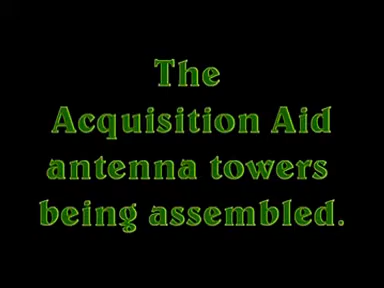 The
Acquisition Aid
antenna towers
being assembled.